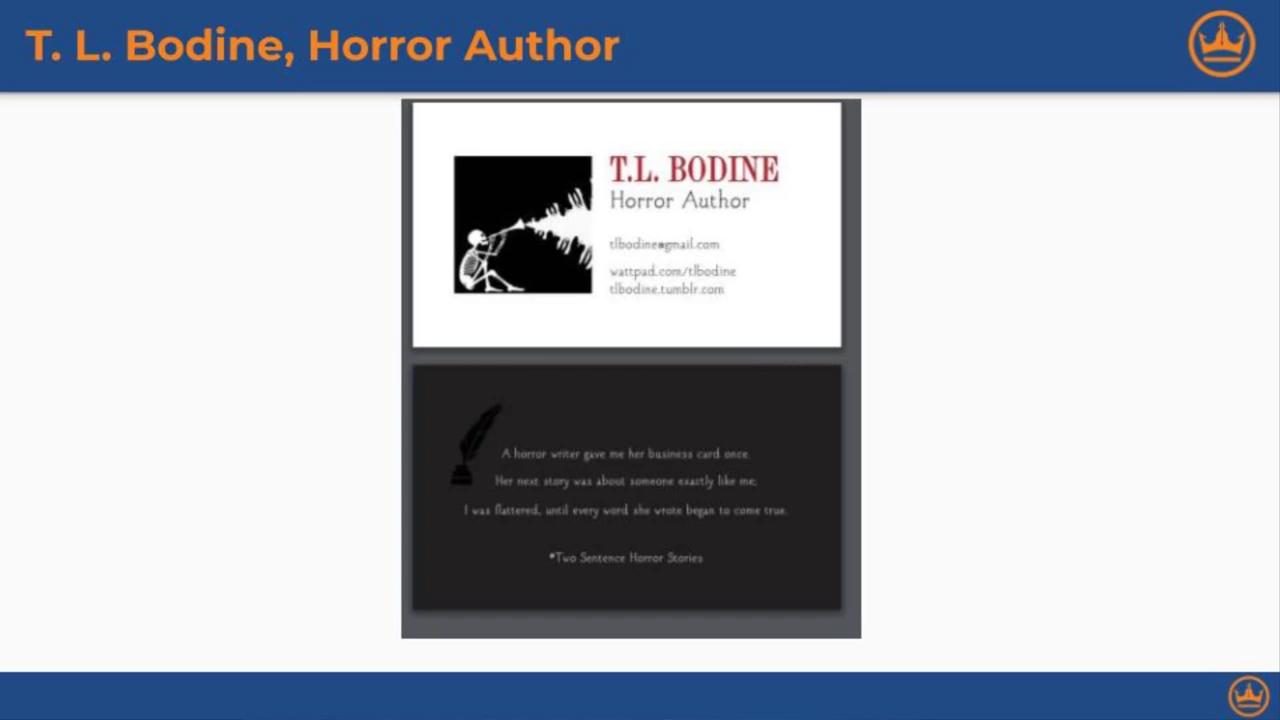 T. L. Bodine, Horror Author
T.L. BODINE
Horror Author
tlbodine@gmail.com
wattpad.com/tlbodine
tlbodine.tumblr.com
A horror writer gave me her business card once.
Her next story was about someone exactly like me;
I was flattered, until every word she wrote began to come true.
*Two Sentence Horror Stories